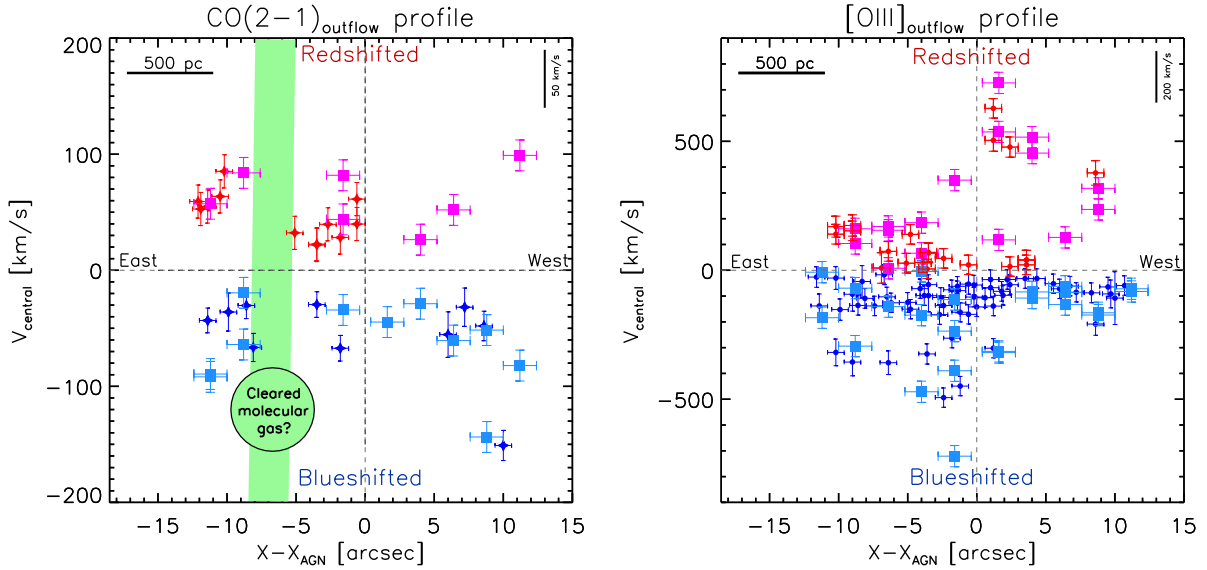 CO(2−1)outflow profile
200
Redshifted
500 pc
50 km/s
100
0
East
West
−100
−200
Cleared
molecular
gas?
Blueshifted
Vcentral [km/s]
−15 −10 −5 0 5 10 15
X−XAGN [arcsec]
[OIII]outflow profile
Redshifted
500 pc
200 km/s
500
0
East
West
−500
Blueshifted
Vcentral [km/s]
−15 −10 −5 0 5 10 15
X−XAGN [arcsec]